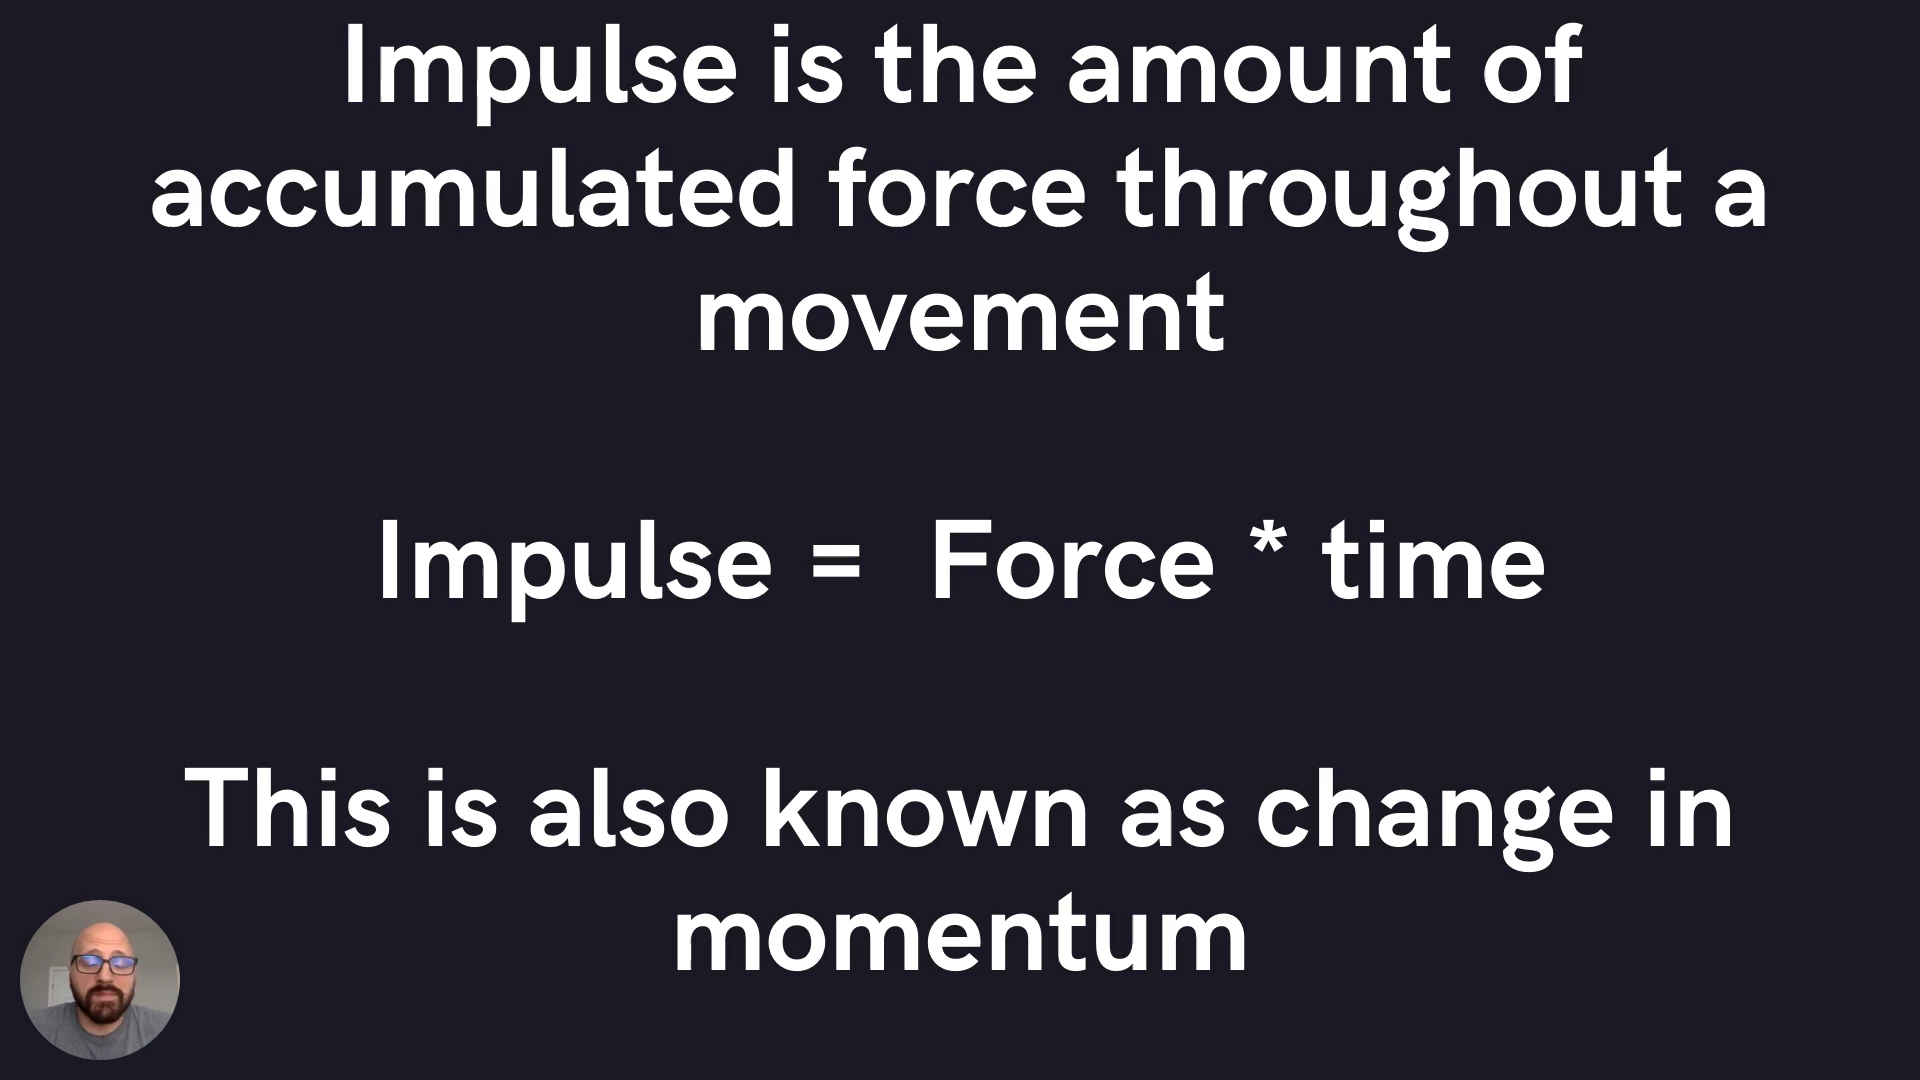 Impulse is the amount of
accumulated force throughout a
movement
Impulse = Force * time
This is also known as change in
momentum